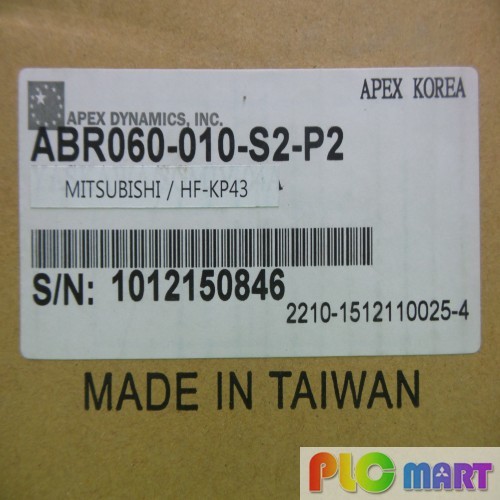 APEX KOREA
APEX DYNAMICS, INC.
ABR060-010-S2-P2
MITSUBISHI / HF-KP43
S/N: 1012150846
2210-1512110025-4
MADE IN TAIWAN
PLC MART